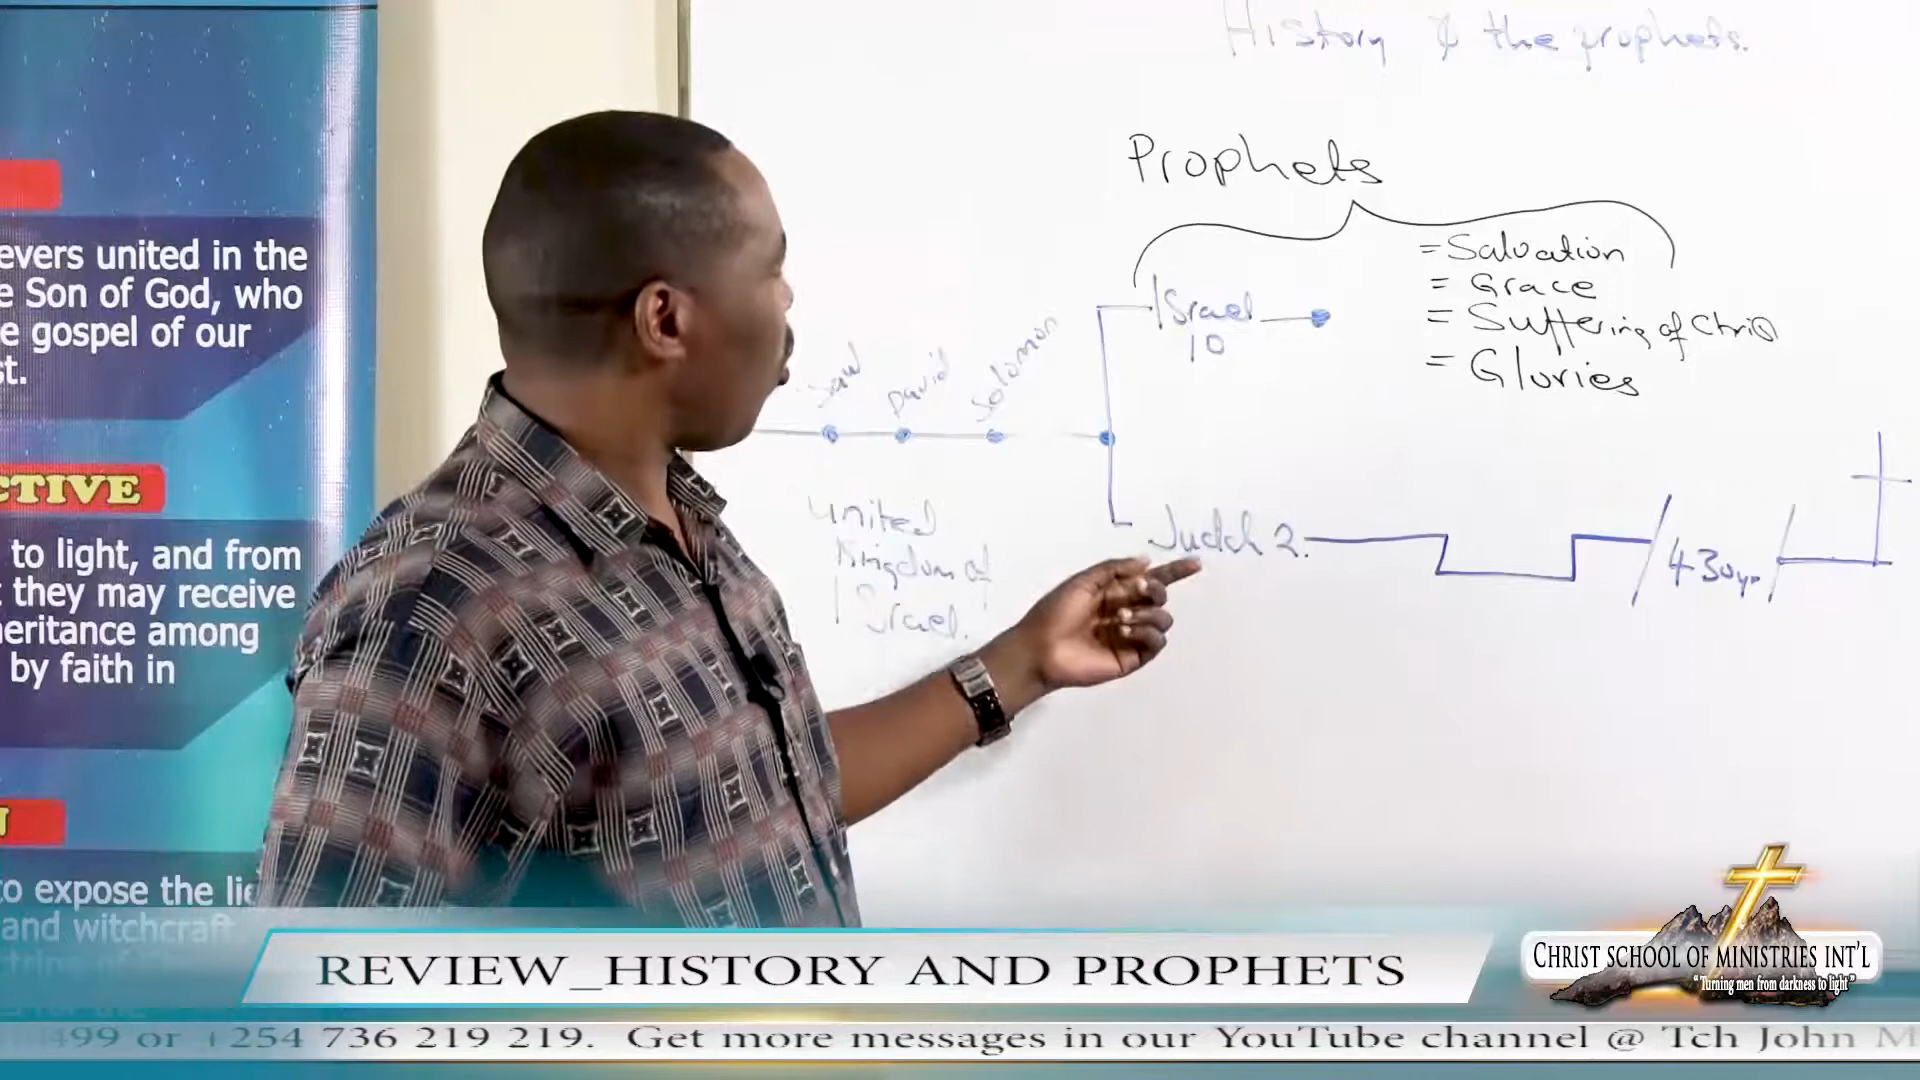 History & the prophets.
Prophets
= Salvation
= Grace
= Suffering of Christ
= Glories
Israel
10
Saul
David
Solomon
United
Kingdom of
Israel.
Judah 2.
430yr
evers united in the
e Son of God, who
e gospel of our
st.
CTIVE
to light, and from
they may receive
eritance among
by faith in
N
to expose the lie
and witchcraft
REVIEW_HISTORY AND PROPHETS
CHRIST SCHOOL OF MINISTRIES INT'L
"Turning men from darkness to light"
499 or +254 736 219 219. Get more messages in our YouTube channel @ Tch John M